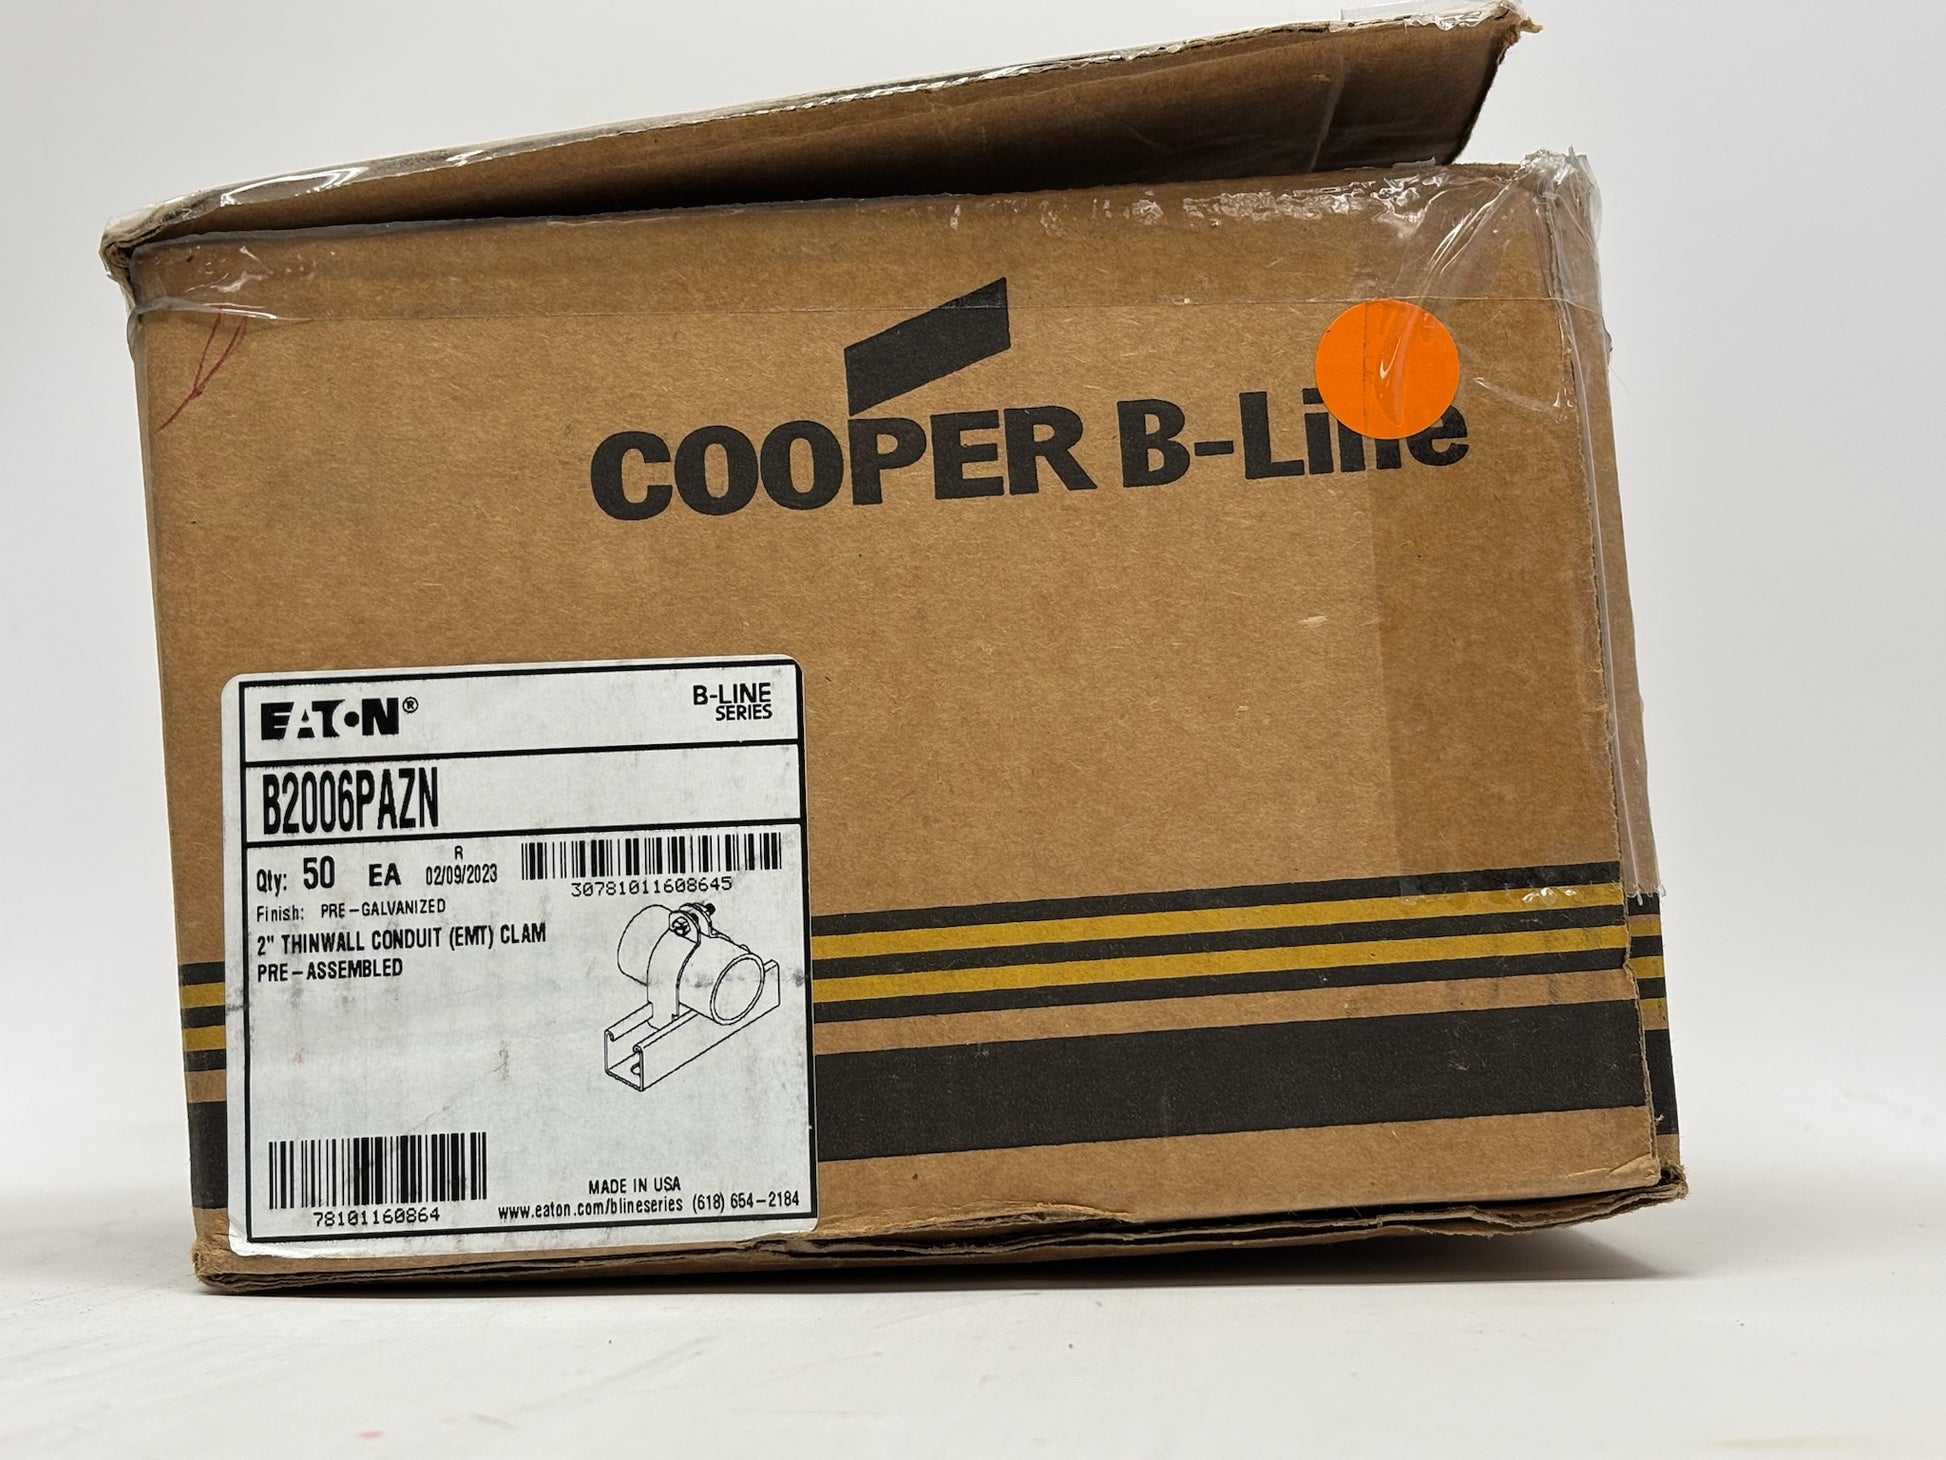 COOPER B-Line
EATON®
B-LINE
SERIES
B2006PAZN
Qty: 50 EA R 02/09/2023
30781011608645
Finish: PRE-GALVANIZED
2" THINWALL CONDUIT (EMT) CLAM
PRE-ASSEMBLED
78101160864
MADE IN USA
www.eaton.com/blineseries (618) 654-2184